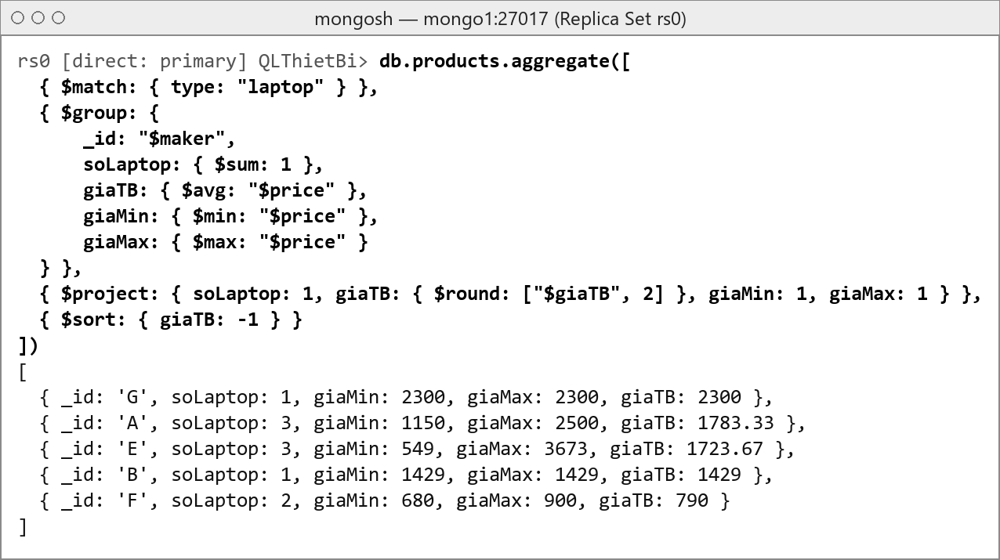 mongosh — mongo1:27017 (Replica Set rs0)
rs0 [direct: primary] QLThietBi> db.products.aggregate([
  { $match: { type: "laptop" } },
  { $group: {
      _id: "$maker",
      soLaptop: { $sum: 1 },
      giaTB: { $avg: "$price" },
      giaMin: { $min: "$price" },
      giaMax: { $max: "$price" }
  } },
  { $project: { soLaptop: 1, giaTB: { $round: ["$giaTB", 2] }, giaMin: 1, giaMax: 1 } },
  { $sort: { giaTB: -1 } }
])
[
  { _id: 'G', soLaptop: 1, giaMin: 2300, giaMax: 2300, giaTB: 2300 },
  { _id: 'A', soLaptop: 3, giaMin: 1150, giaMax: 2500, giaTB: 1783.33 },
  { _id: 'E', soLaptop: 3, giaMin: 549, giaMax: 3673, giaTB: 1723.67 },
  { _id: 'B', soLaptop: 1, giaMin: 1429, giaMax: 1429, giaTB: 1429 },
  { _id: 'F', soLaptop: 2, giaMin: 680, giaMax: 900, giaTB: 790 }
]